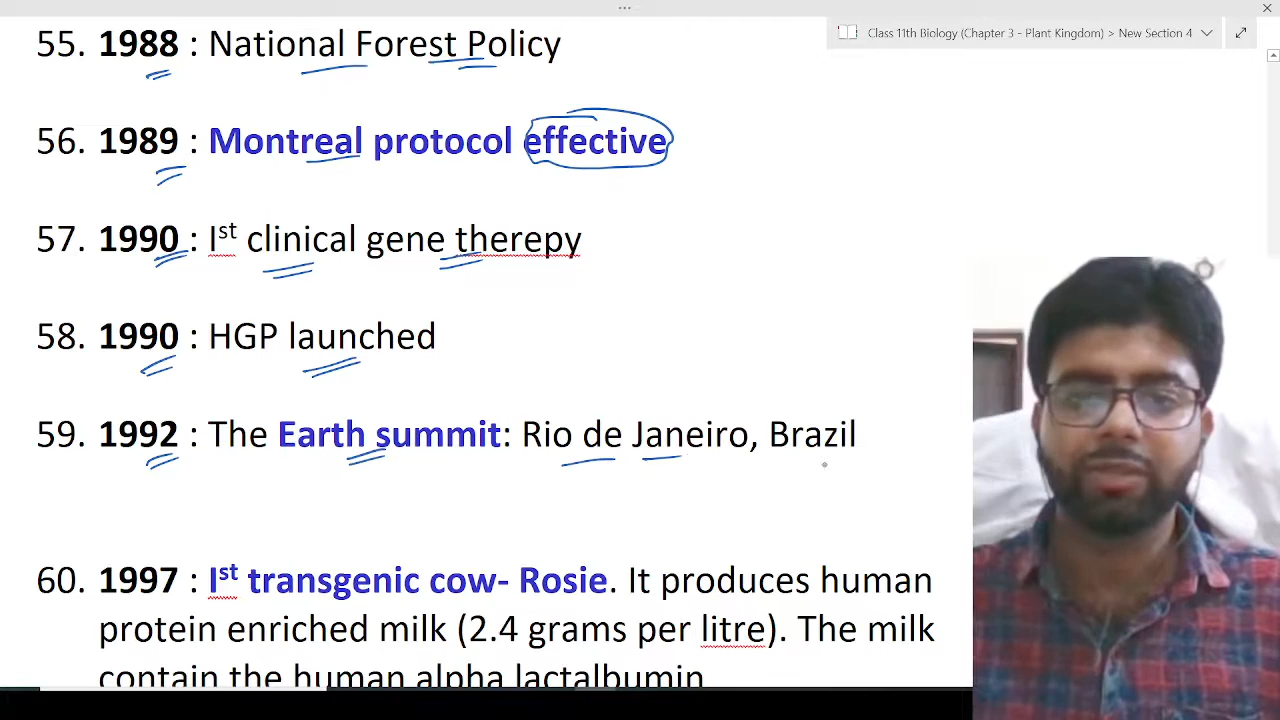 Class 11th Biology (Chapter 3 - Plant Kingdom) > New Section 4
55. 1988 : National Forest Policy
56. 1989 : Montreal protocol effective
57. 1990 : Ist clinical gene therepy
58. 1990 : HGP launched
59. 1992 : The Earth summit: Rio de Janeiro, Brazil
60. 1997 : Ist transgenic cow- Rosie. It produces human
protein enriched milk (2.4 grams per litre). The milk
contain the human alpha lactalbumin